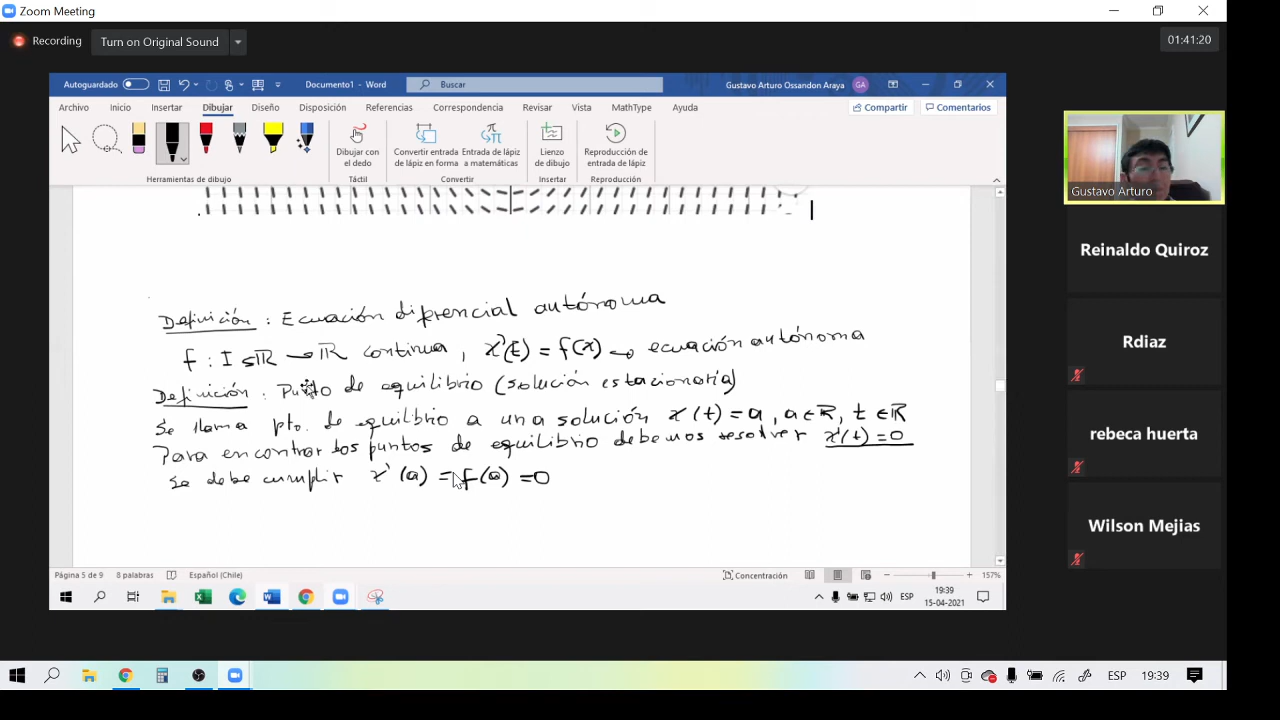 Zoom Meeting
Recording
Turn on Original Sound
01:41:20
Autoguardado
Documento1 - Word
Buscar
Gustavo Arturo Ossandon Araya
GA
Archivo
Inicio
Insertar
Dibujar
Diseño
Disposición
Referencias
Correspondencia
Revisar
Vista
MathType
Ayuda
Compartir
Comentarios
Dibujar con
el dedo
Convertir entrada
de lápiz en forma
Entrada de lápiz
a matemáticas
Lienzo
de dibujo
Reproducción de
entrada de lápiz
Herramientas de dibujo
Táctil
Convertir
Insertar
Reproducción
Definición : Ecuación diferencial autónoma
f : I ⊆ ℝ → ℝ continua, x'(t) = f(x) → ecuación autónoma
Definición : Punto de equilibrio (solución estacionaria)
Se llama pto. de equilibrio a una solución x(t) = a, a ∈ ℝ, t ∈ ℝ
Para encontrar los puntos de equilibrio debemos resolver x'(t) = 0
Se debe cumplir x'(a) = f(a) = 0
Página 5 de 9
8 palabras
Español (Chile)
Concentración
157%
ESP
19:39
15-04-2021
Gustavo Arturo
Reinaldo Quiroz
Rdiaz
rebeca huerta
Wilson Mejias
ESP
19:39